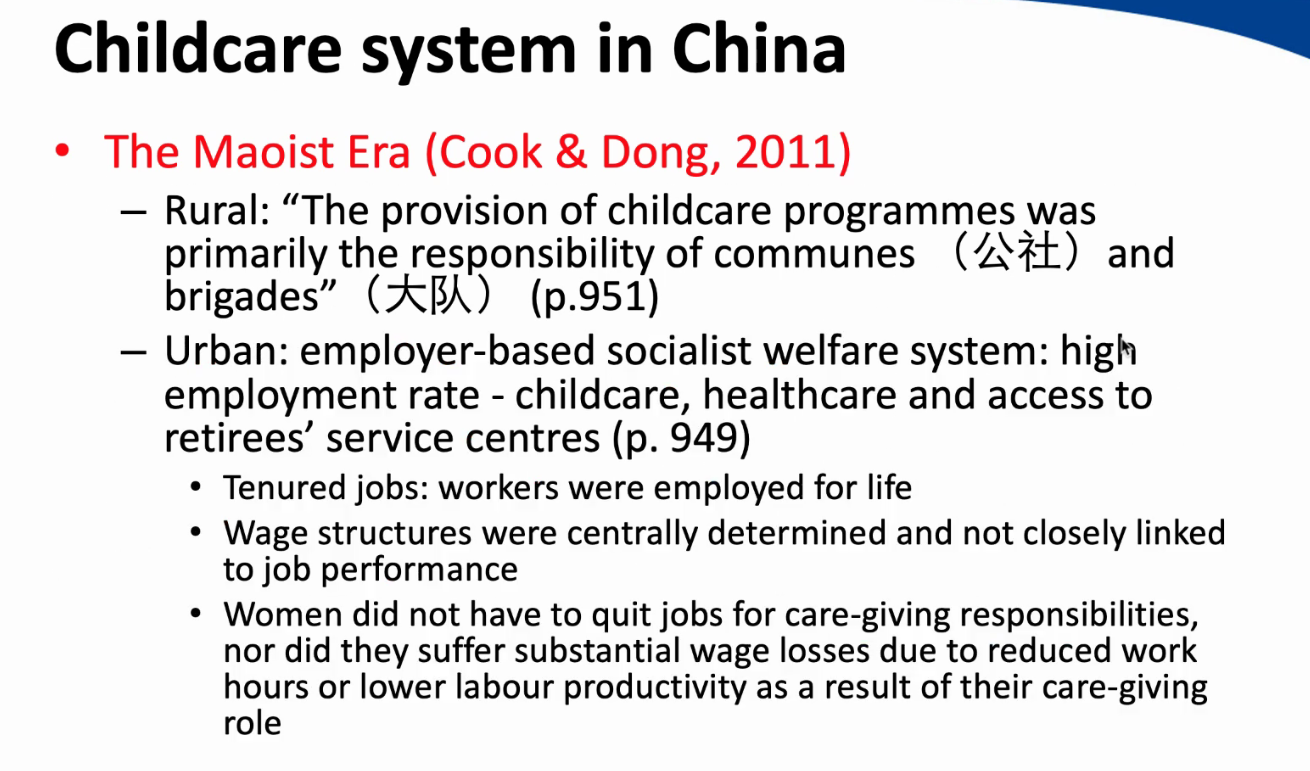 Childcare system in China
• The Maoist Era (Cook & Dong, 2011)
– Rural: “The provision of childcare programmes was
primarily the responsibility of communes （公社）and
brigades”（大队） (p.951)
– Urban: employer-based socialist welfare system: high
employment rate - childcare, healthcare and access to
retirees’ service centres (p. 949)
• Tenured jobs: workers were employed for life
• Wage structures were centrally determined and not closely linked
to job performance
• Women did not have to quit jobs for care-giving responsibilities,
nor did they suffer substantial wage losses due to reduced work
hours or lower labour productivity as a result of their care-giving
role